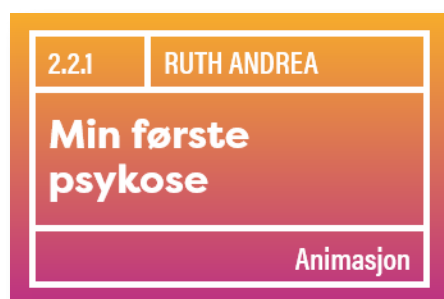 2.2.1
RUTH ANDREA
Min første
psykose
Animasjon